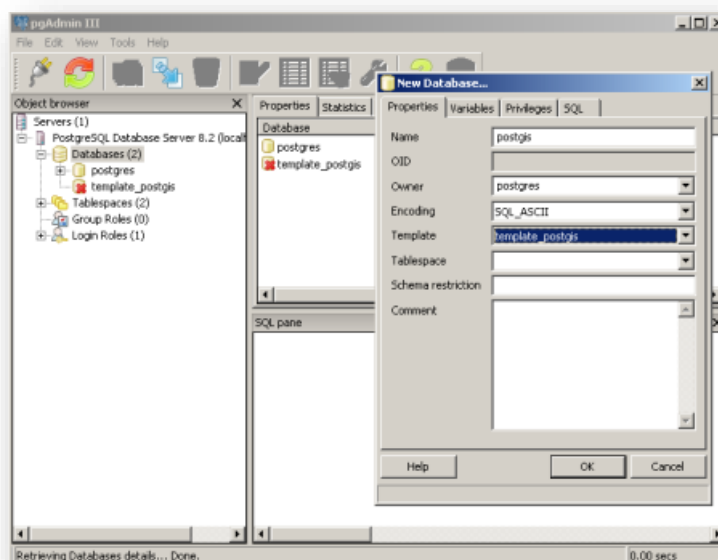 pgAdmin III
File Edit View Tools Help
Object browser
Servers (1)
PostgreSQL Database Server 8.2 (local
Databases (2)
postgres
template_postgis
Tablespaces (2)
Group Roles (0)
Login Roles (1)
Properties Statistics
Database
postgres
template_postgis
SQL pane
New Database...
Properties Variables Privileges SQL
Name postgis
OID
Owner postgres
Encoding SQL_ASCII
Template template_postgis
Tablespace
Schema restriction
Comment
Help OK Cancel
Retrieving Databases details... Done. 0.00 secs